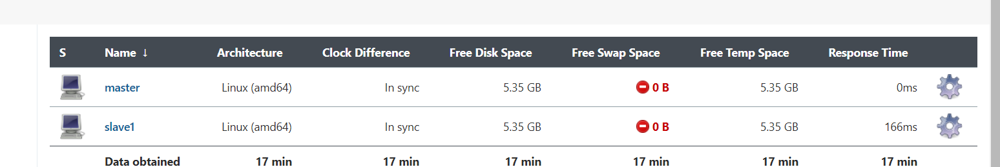 S Name ↓ Architecture Clock Difference Free Disk Space Free Swap Space Free Temp Space Response Time
master Linux (amd64) In sync 5.35 GB 0 B 5.35 GB 0ms
slave1 Linux (amd64) In sync 5.35 GB 0 B 5.35 GB 166ms
Data obtained 17 min 17 min 17 min 17 min 17 min 17 min